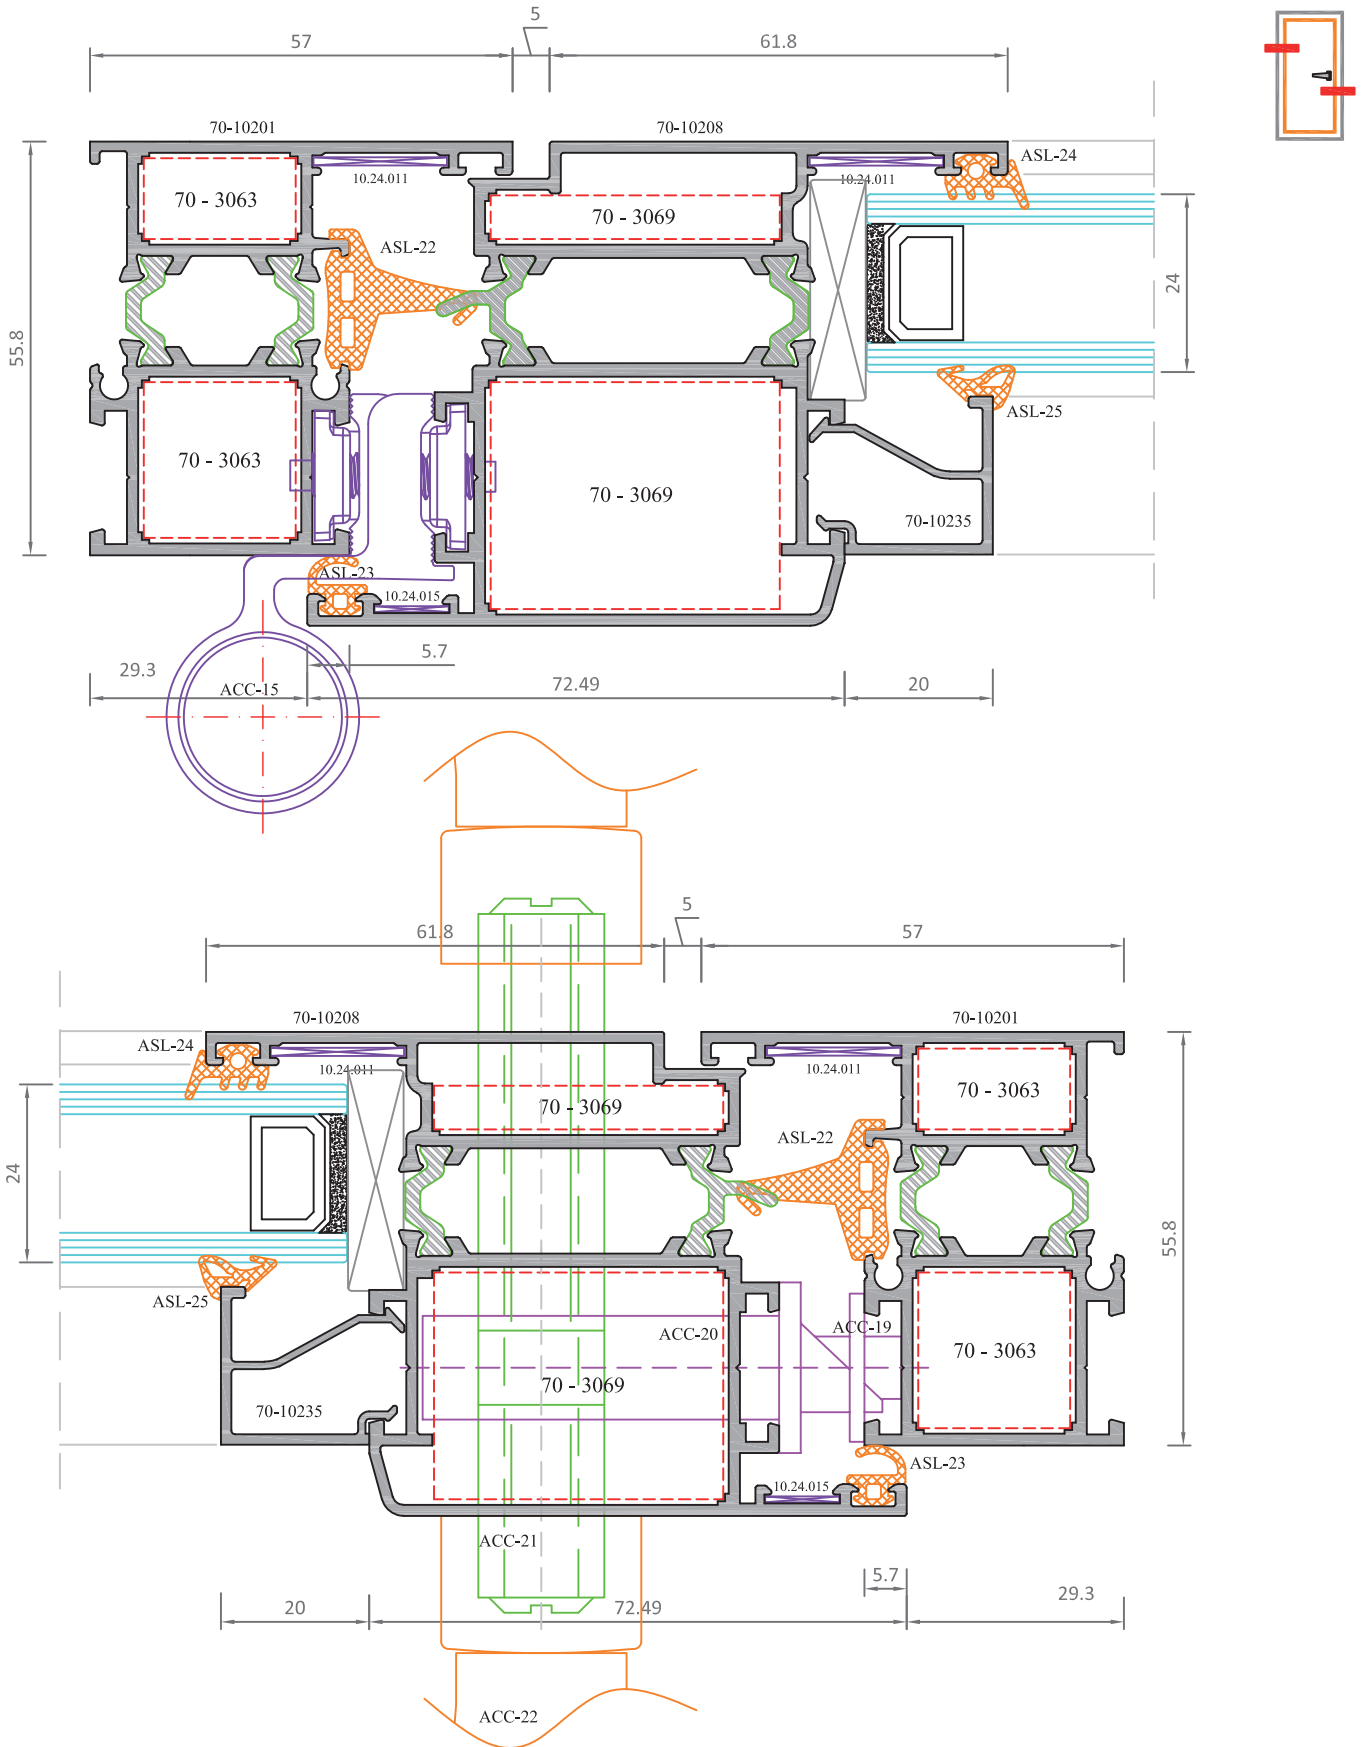 5
57
61.8
70-10201
70-10208
ASL-24
10.24.011
10.24.011
70 - 3063
70 - 3069
ASL-22
24
55.8
ASL-25
70 - 3063
70 - 3069
70-10235
ASL-23
10.24.015
5.7
29.3
72.49
20
ACC-15
5
61.8
57
70-10208
70-10201
ASL-24
10.24.011
10.24.011
70 - 3069
70 - 3063
ASL-22
24
55.8
ASL-25
ACC-20
ACC-19
70 - 3069
70 - 3063
70-10235
ASL-23
10.24.015
ACC-21
5.7
20
72.49
29.3
ACC-22